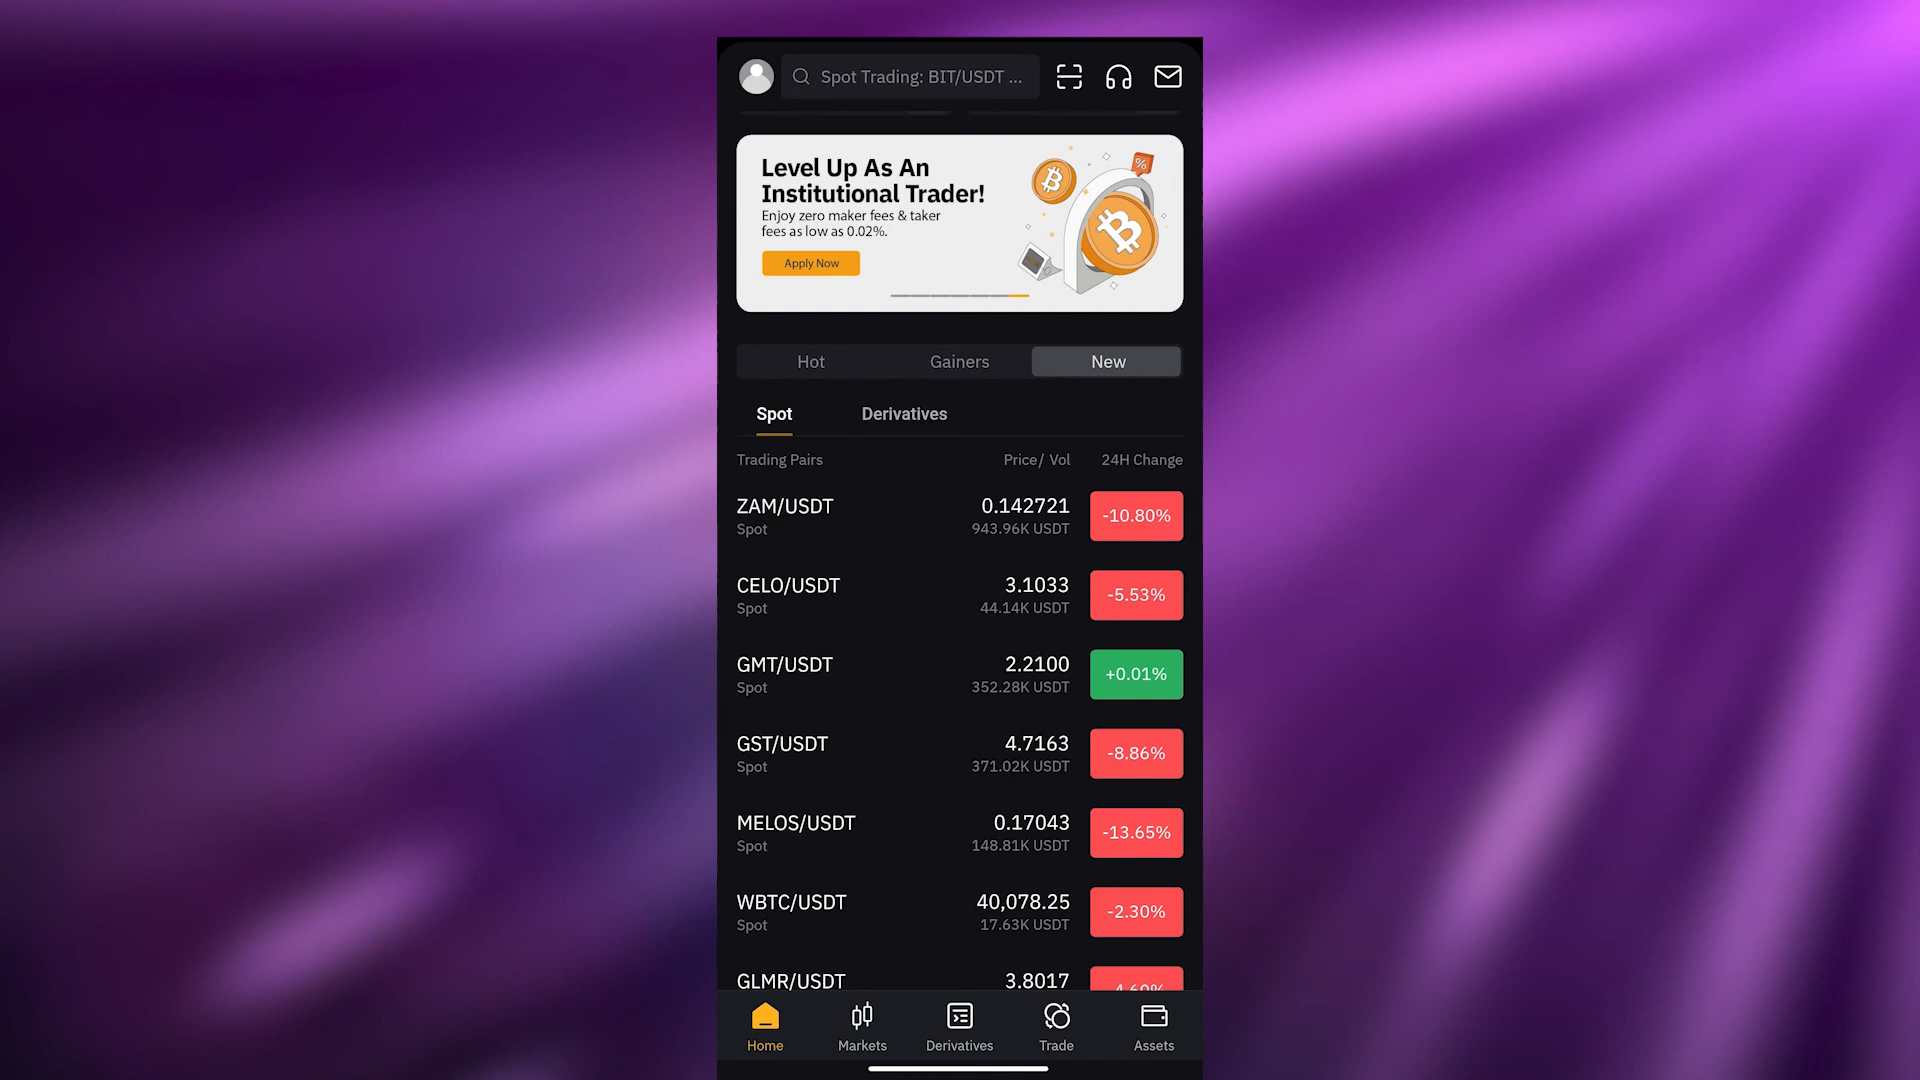 Spot Trading: BIT/USDT ...
Level Up As An
Institutional Trader!
Enjoy zero maker fees & taker
fees as low as 0.02%.
Apply Now
%
Hot Gainers New
Spot Derivatives
Trading Pairs Price/ Vol 24H Change
ZAM/USDT 0.142721 -10.80%
Spot 943.96K USDT
CELO/USDT 3.1033 -5.53%
Spot 44.14K USDT
GMT/USDT 2.2100 +0.01%
Spot 352.28K USDT
GST/USDT 4.7163 -8.86%
Spot 371.02K USDT
MELOS/USDT 0.17043 -13.65%
Spot 148.81K USDT
WBTC/USDT 40,078.25 -2.30%
Spot 17.63K USDT
GLMR/USDT 3.8017
Home Markets Derivatives Trade Assets